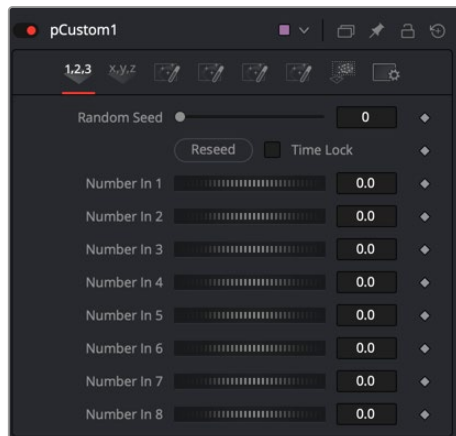 pCustom1
1,2,3 x,y,z
Random Seed 0
Reseed Time Lock
Number In 1 0.0
Number In 2 0.0
Number In 3 0.0
Number In 4 0.0
Number In 5 0.0
Number In 6 0.0
Number In 7 0.0
Number In 8 0.0